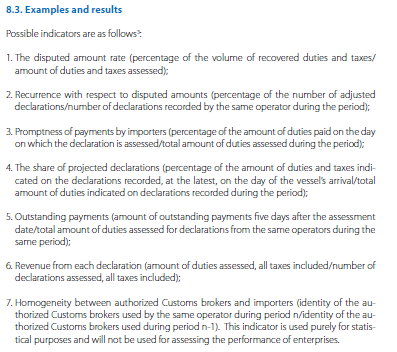 8.3. Examples and results
Possible indicators are as follows⁵:
1. The disputed amount rate (percentage of the volume of recovered duties and taxes/
amount of duties and taxes assessed);
2. Recurrence with respect to disputed amounts (percentage of the number of adjusted
declarations/number of declarations recorded by the same operator during the period);
3. Promptness of payments by importers (percentage of the amount of duties paid on the day
on which the declaration is assessed/total amount of duties assessed during the period);
4. The share of projected declarations (percentage of the amount of duties and taxes indi-
cated on the declarations recorded, at the latest, on the day of the vessel's arrival/total
amount of duties indicated on declarations recorded during the period);
5. Outstanding payments (amount of outstanding payments five days after the assessment
date/total amount of duties assessed for declarations from the same operators during the
same period);
6. Revenue from each declaration (amount of duties assessed, all taxes included/number of
declarations assessed, all taxes included);
7. Homogeneity between authorized Customs brokers and importers (identity of the au-
thorized Customs brokers used by the same operator during period n/identity of the au-
thorized Customs brokers used during period n-1). This indicator is used purely for statis-
tical purposes and will not be used for assessing the performance of enterprises.